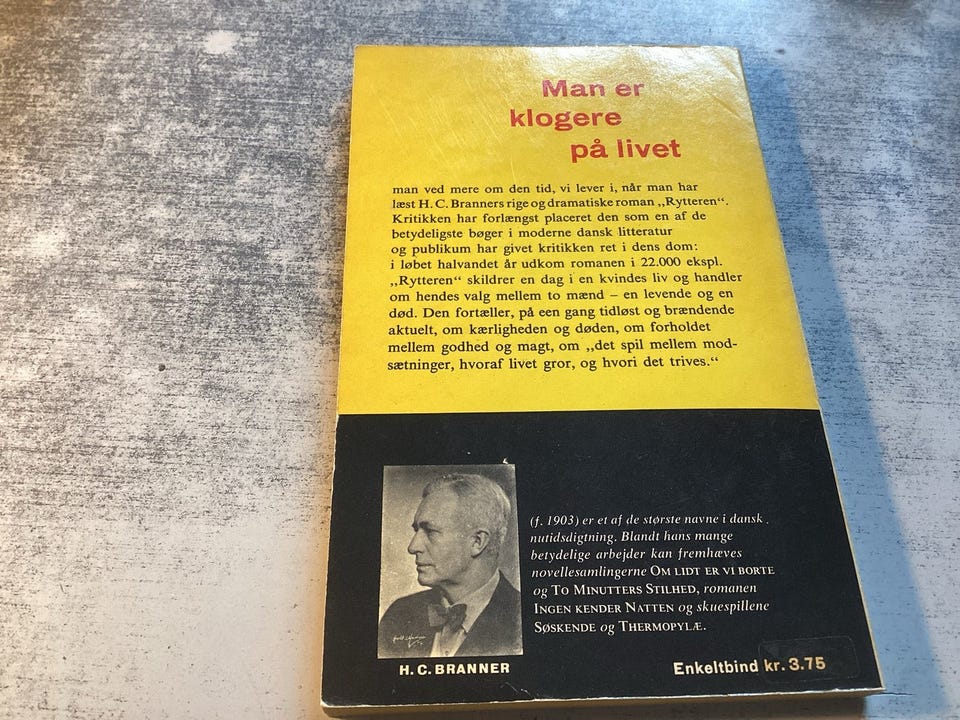 Man er
klogere
på livet
man ved mere om den tid, vi lever i, når man har
læst H. C. Branners rige og dramatiske roman „Rytteren“.
Kritikken har forlængst placeret den som en af de
betydeligste bøger i moderne dansk litteratur
og publikum har givet kritikken ret i dens dom:
i løbet halvandet år udkom romanen i 22.000 ekspl.
„Rytteren“ skildrer en dag i en kvindes liv og handler
om hendes valg mellem to mænd – en levende og en
død. Den fortæller, på een gang tidløst og brændende
aktuelt, om kærligheden og døden, om forholdet
mellem godhed og magt, om „det spil mellem mod-
sætninger, hvoraf livet gror, og hvori det trives.“
(f. 1903) er et af de største navne i dansk
nutidsdigtning. Blandt hans mange
betydelige arbejder kan fremhæves
novellesamlingerne OM LIDT ER VI BORTE
og TO MINUTTERS STILHED, romanen
INGEN KENDER NATTEN og skuespillene
SØSKENDE og THERMOPYLÆ.
H. C. BRANNER
Enkeltbind kr. 3.75